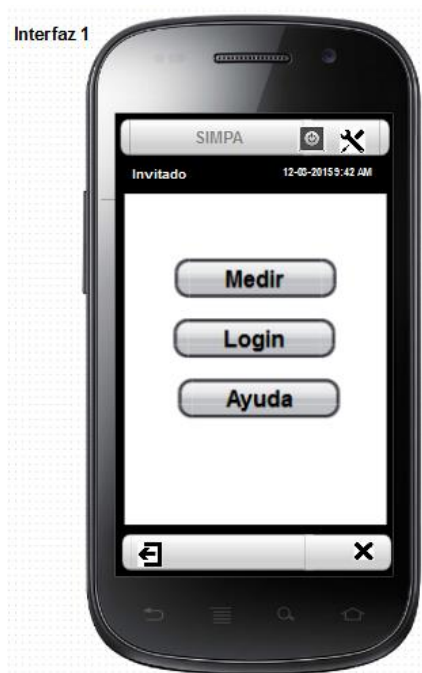 Interfaz 1
SIMPA
Invitado 12-03-2015 9:42 AM
Medir
Login
Ayuda